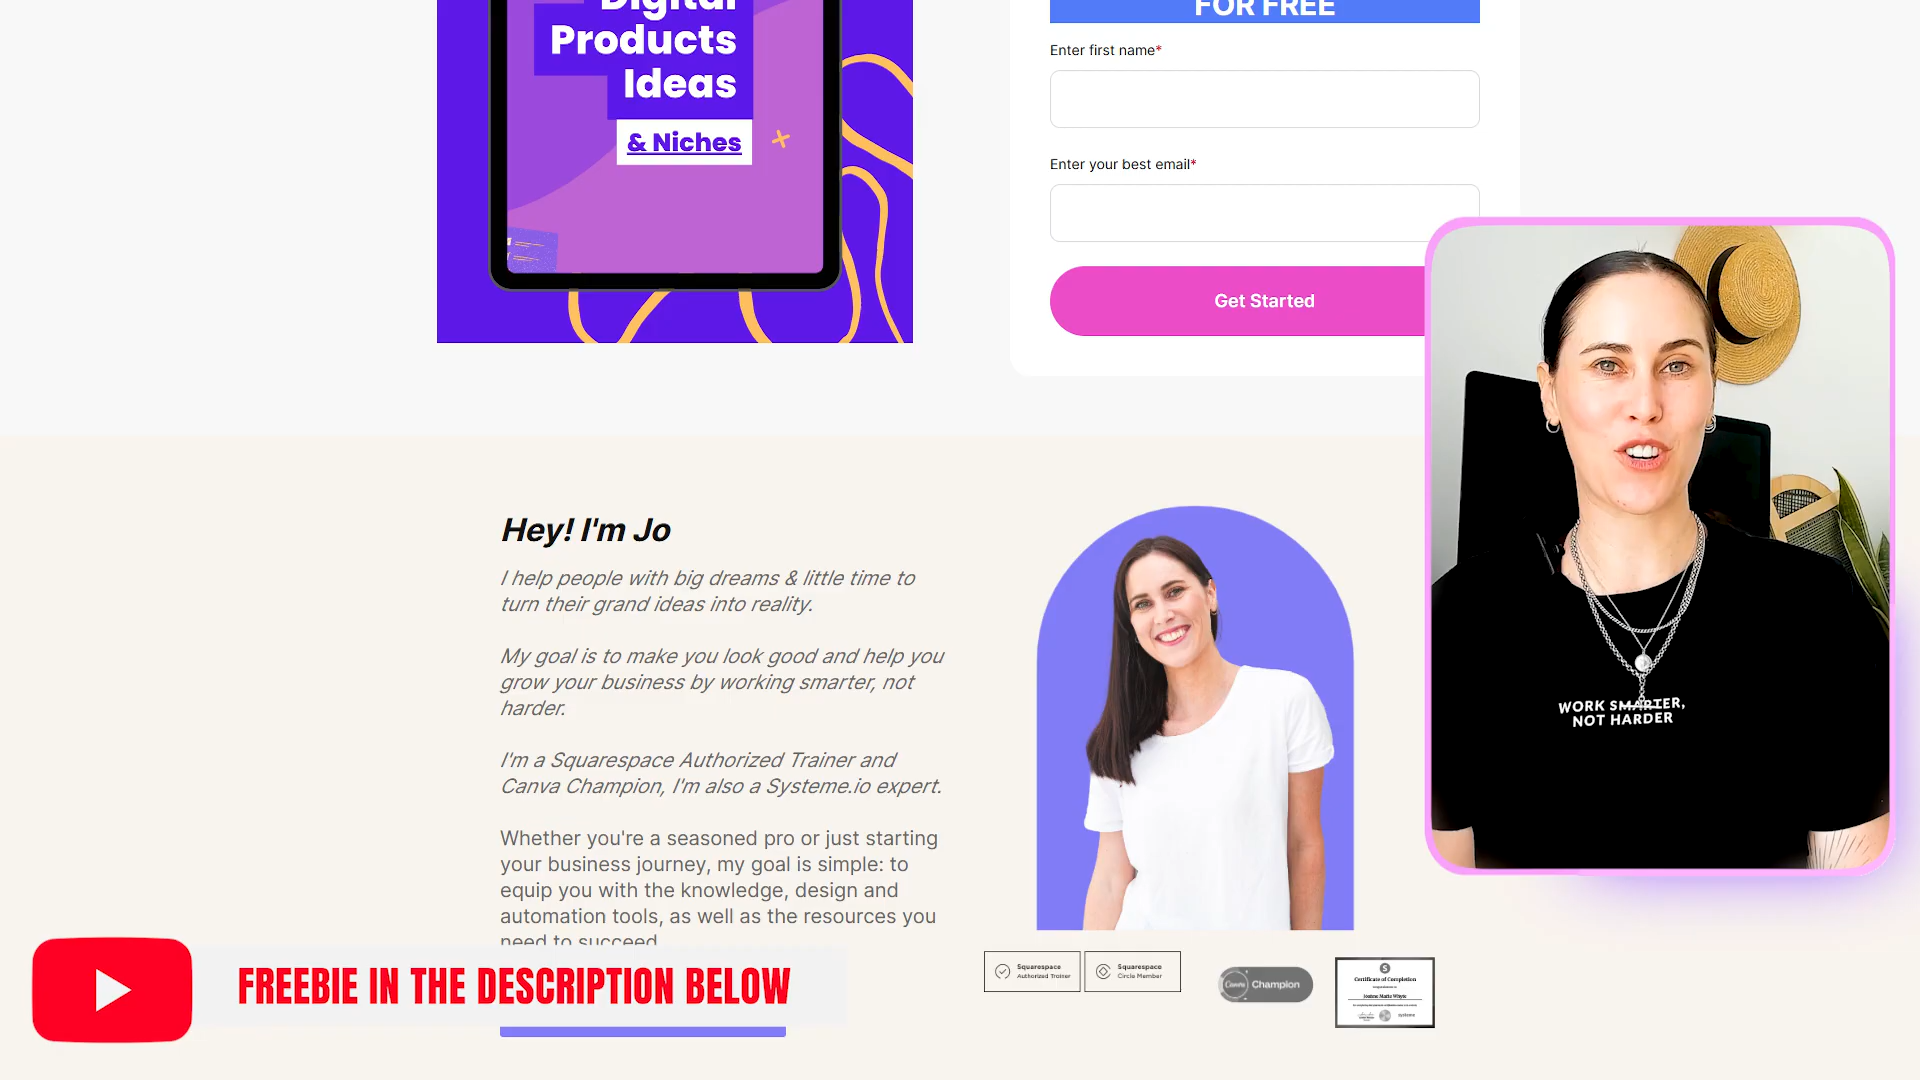 Digital
Products
Ideas
& Niches
FOR FREE
Enter first name*
Enter your best email*
Get Started
Hey! I'm Jo
I help people with big dreams & little time to
turn their grand ideas into reality.
My goal is to make you look good and help you
grow your business by working smarter, not
harder.
I'm a Squarespace Authorized Trainer and
Canva Champion, I'm also a Systeme.io expert.
Whether you're a seasoned pro or just starting
your business journey, my goal is simple: to
equip you with the knowledge, design and
automation tools, as well as the resources you
need to succeed
WORK SMARTER,
NOT HARDER
Squarespace
Authorized Trainer
Squarespace
Circle Member
Canva Champion
Certificate of Completion
Joanne Marie Whyte
systeme
FREEBIE IN THE DESCRIPTION BELOW